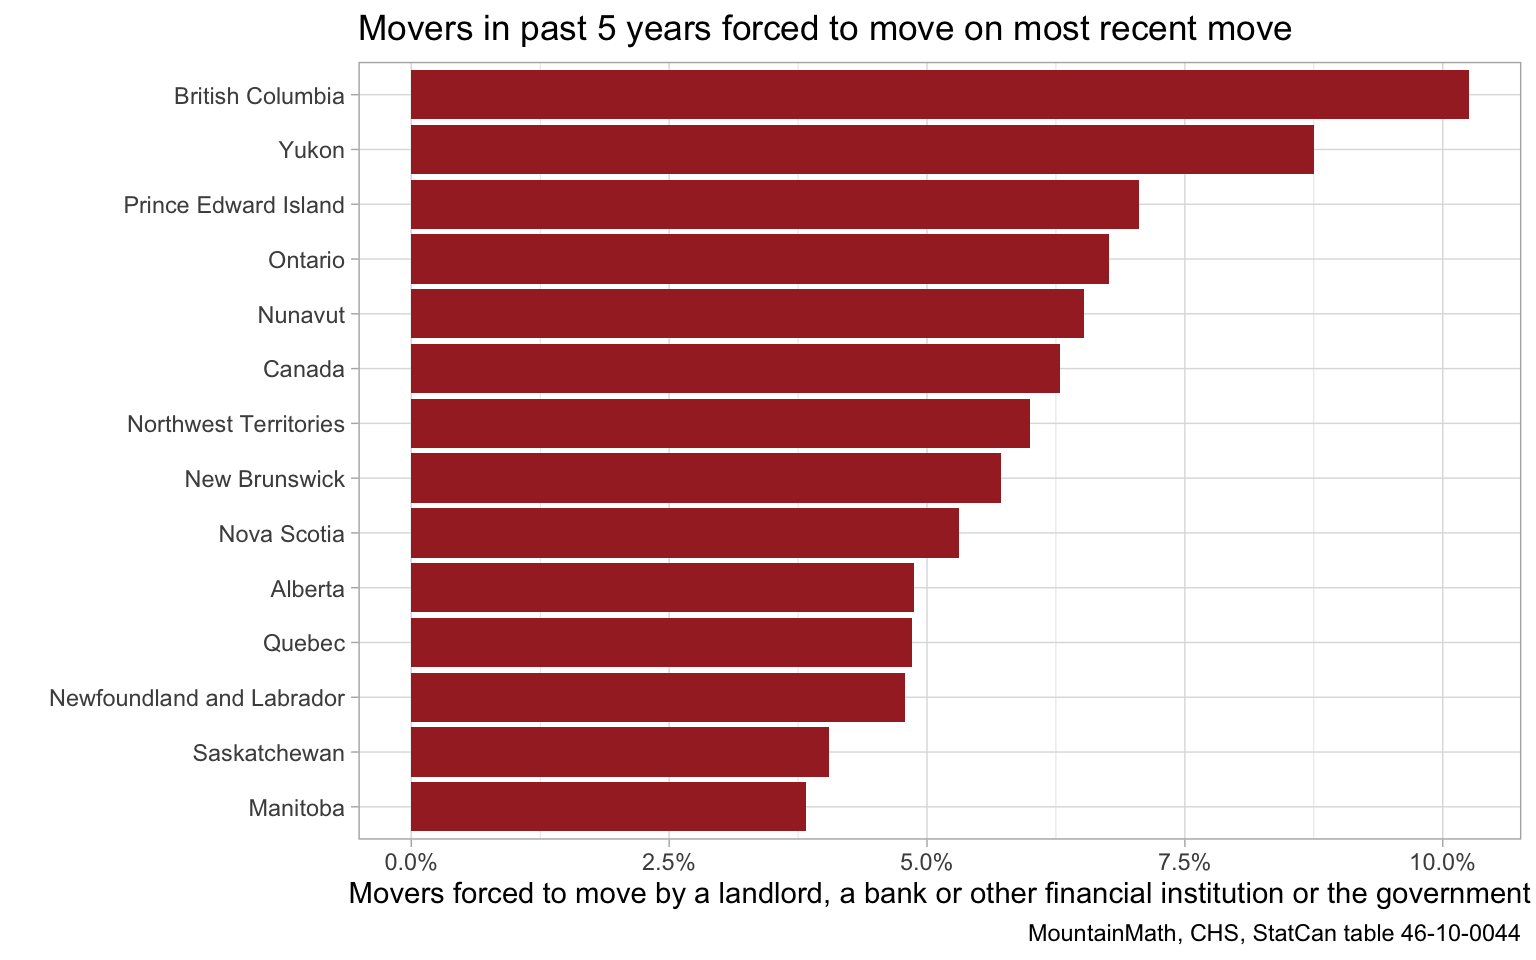 Movers in past 5 years forced to move on most recent move
British Columbia
Yukon
Prince Edward Island
Ontario
Nunavut
Canada
Northwest Territories
New Brunswick
Nova Scotia
Alberta
Quebec
Newfoundland and Labrador
Saskatchewan
Manitoba
0.0% 2.5% 5.0% 7.5% 10.0%
Movers forced to move by a landlord, a bank or other financial institution or the government
MountainMath, CHS, StatCan table 46-10-0044